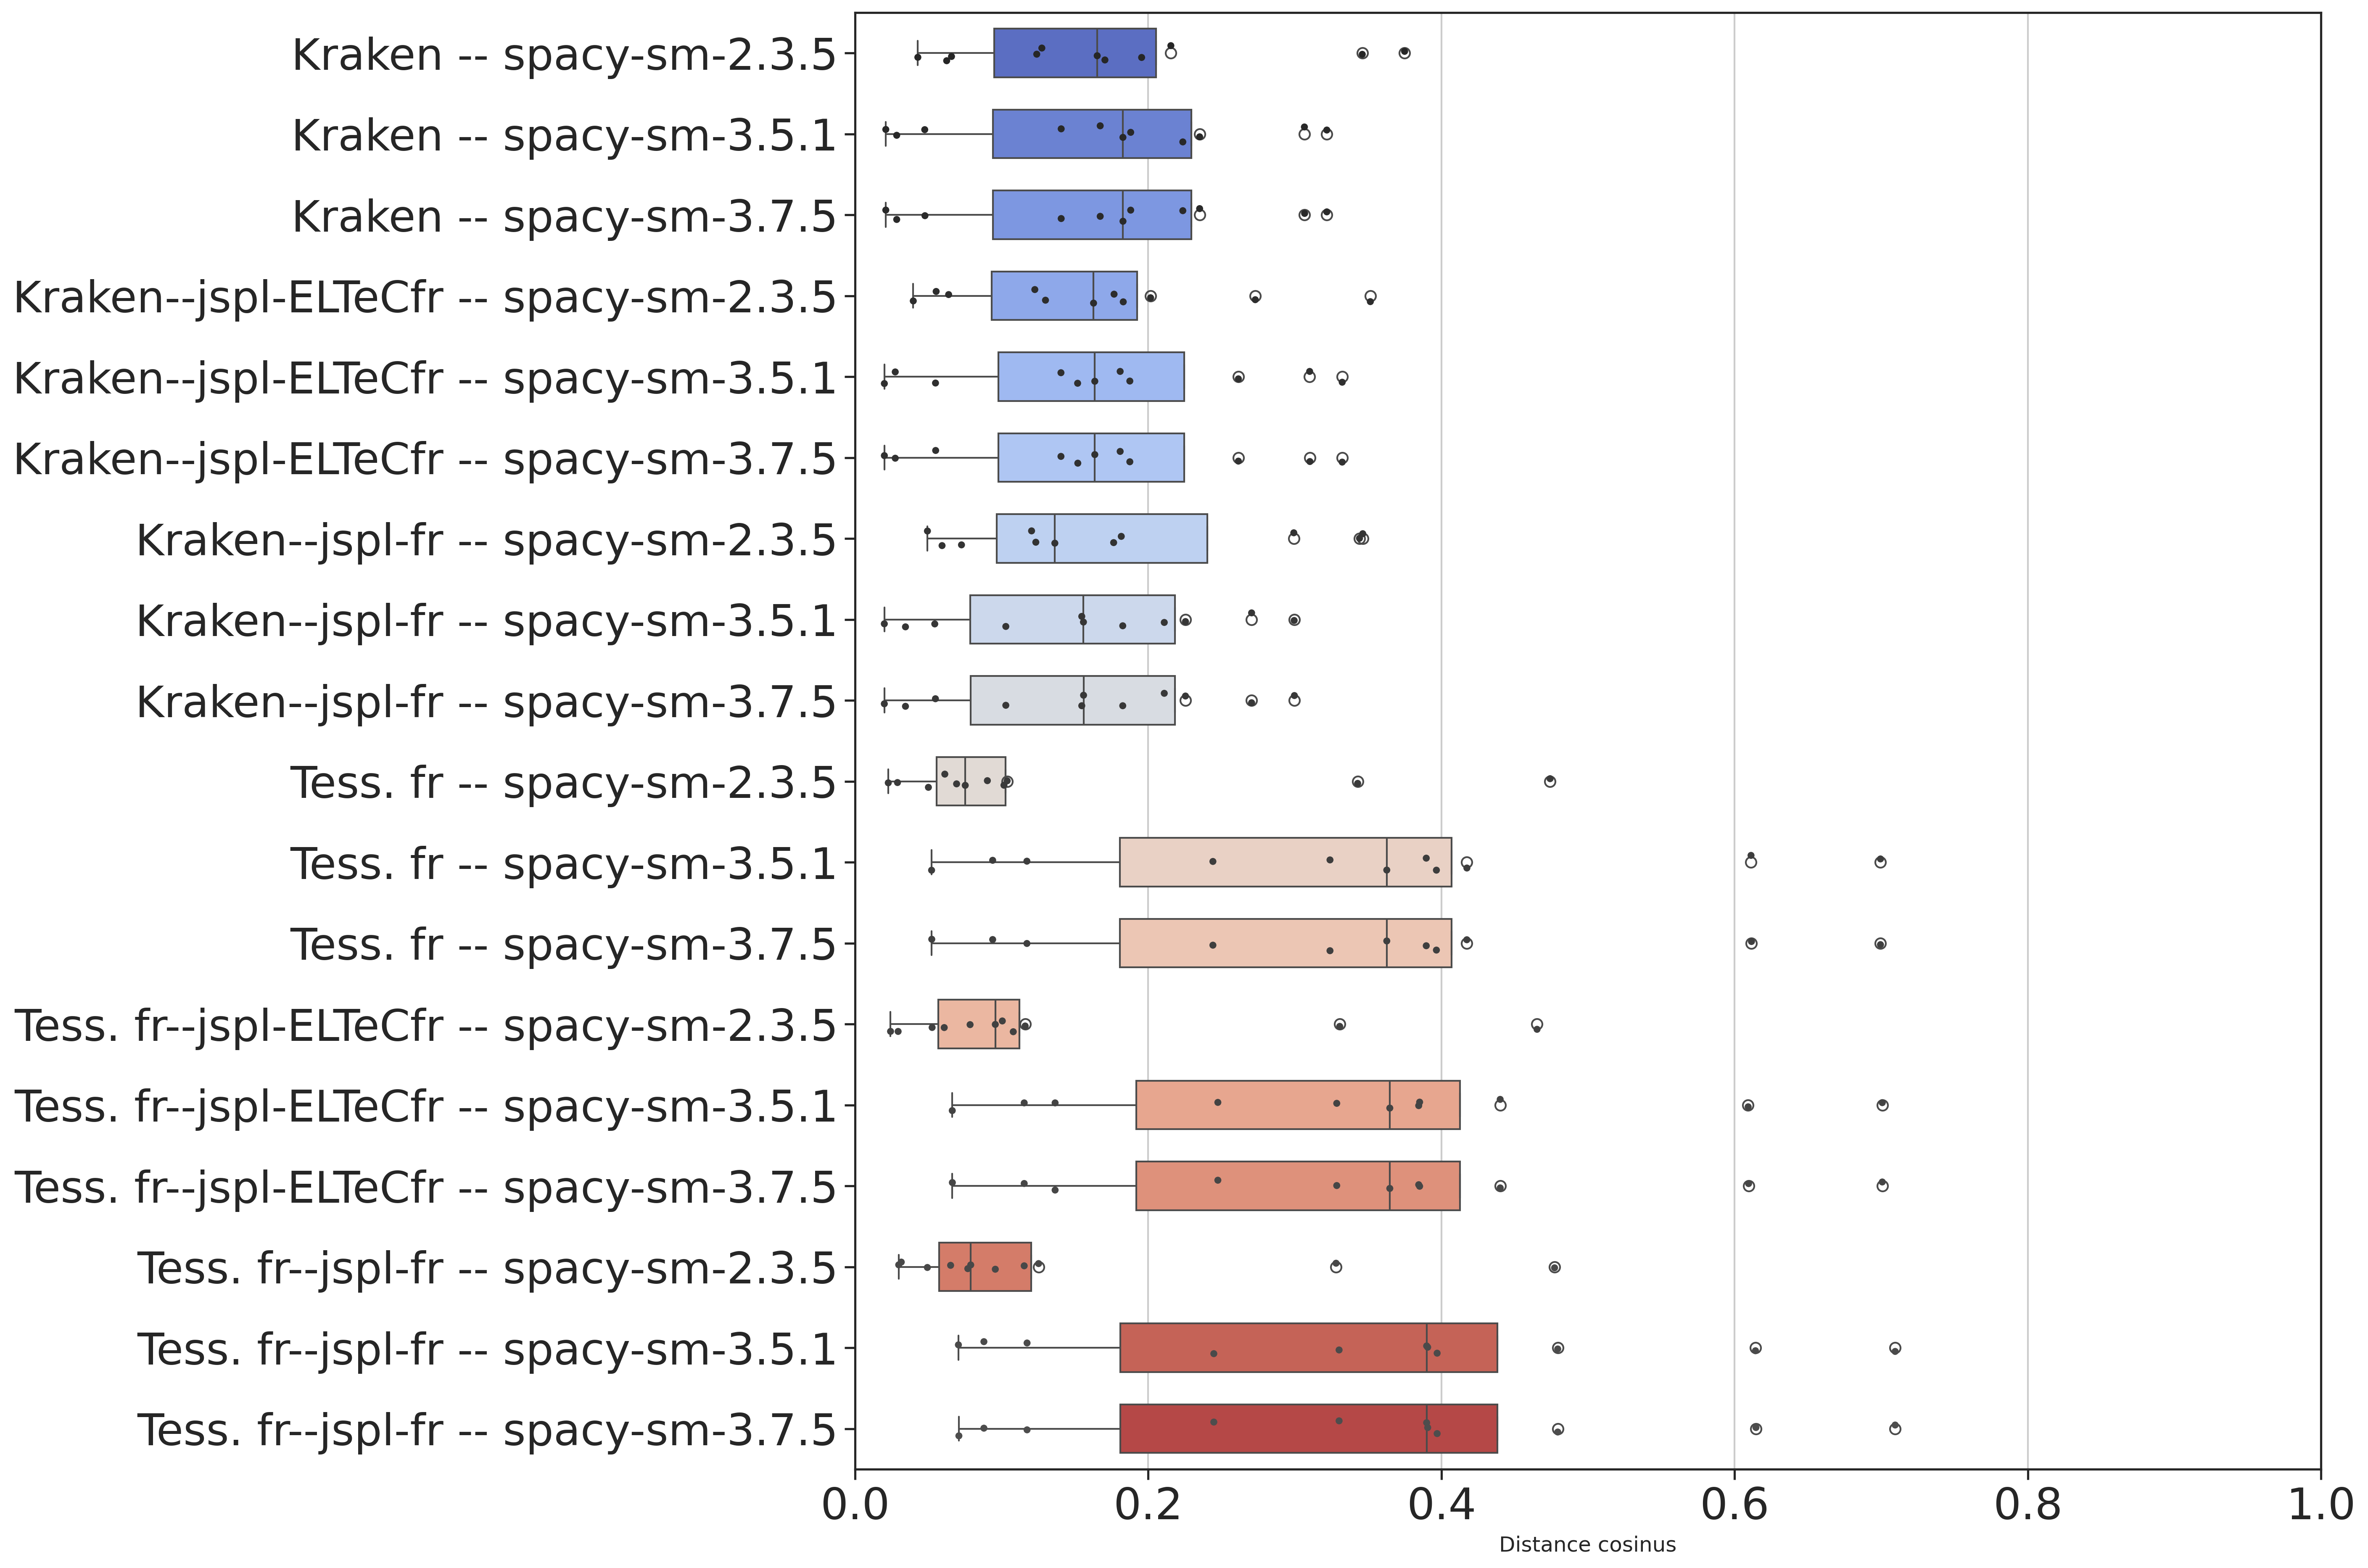 Kraken -- spacy-sm-2.3.5
Kraken -- spacy-sm-3.5.1
Kraken -- spacy-sm-3.7.5
Kraken--jspl-ELTeCfr -- spacy-sm-2.3.5
Kraken--jspl-ELTeCfr -- spacy-sm-3.5.1
Kraken--jspl-ELTeCfr -- spacy-sm-3.7.5
Kraken--jspl-fr -- spacy-sm-2.3.5
Kraken--jspl-fr -- spacy-sm-3.5.1
Kraken--jspl-fr -- spacy-sm-3.7.5
Tess. fr -- spacy-sm-2.3.5
Tess. fr -- spacy-sm-3.5.1
Tess. fr -- spacy-sm-3.7.5
Tess. fr--jspl-ELTeCfr -- spacy-sm-2.3.5
Tess. fr--jspl-ELTeCfr -- spacy-sm-3.5.1
Tess. fr--jspl-ELTeCfr -- spacy-sm-3.7.5
Tess. fr--jspl-fr -- spacy-sm-2.3.5
Tess. fr--jspl-fr -- spacy-sm-3.5.1
Tess. fr--jspl-fr -- spacy-sm-3.7.5
0.0 0.2 0.4 0.6 0.8 1.0
Distance cosinus